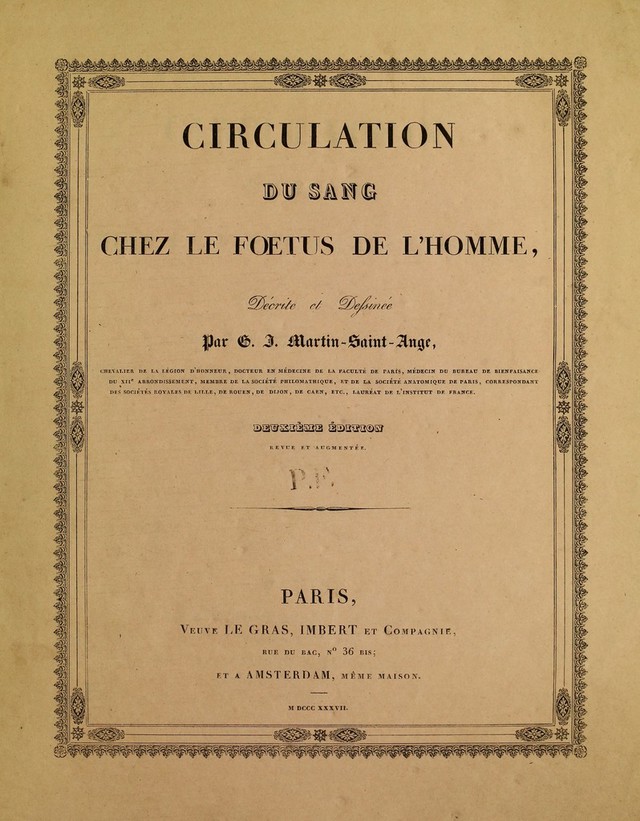 CIRCULATION
DU SANG
CHEZ LE FŒTUS DE L'HOMME,
Décrite et Dessinée
Par G. J. Martin-Saint-Ange,
CHEVALIER DE LA LÉGION D'HONNEUR, DOCTEUR EN MÉDECINE DE LA FACULTÉ DE PARIS, MÉDECIN DU BUREAU DE BIENFAISANCE
DU XIIe ARRONDISSEMENT, MEMBRE DE LA SOCIÉTÉ PHILOMATHIQUE, ET DE LA SOCIÉTÉ ANATOMIQUE DE PARIS, CORRESPONDANT
DES SOCIÉTÉS ROYALES DE LILLE, DE ROUEN, DE DIJON, DE CAEN, ETC., LAURÉAT DE L'INSTITUT DE FRANCE.
DEUXIÈME ÉDITION
REVUE ET AUGMENTÉE.
P.F.
PARIS,
VEUVE LE GRAS, IMBERT ET COMPAGNIE,
RUE DU BAC, No 36 BIS;
ET A AMSTERDAM, MÊME MAISON.
M DCCC XXXVII.